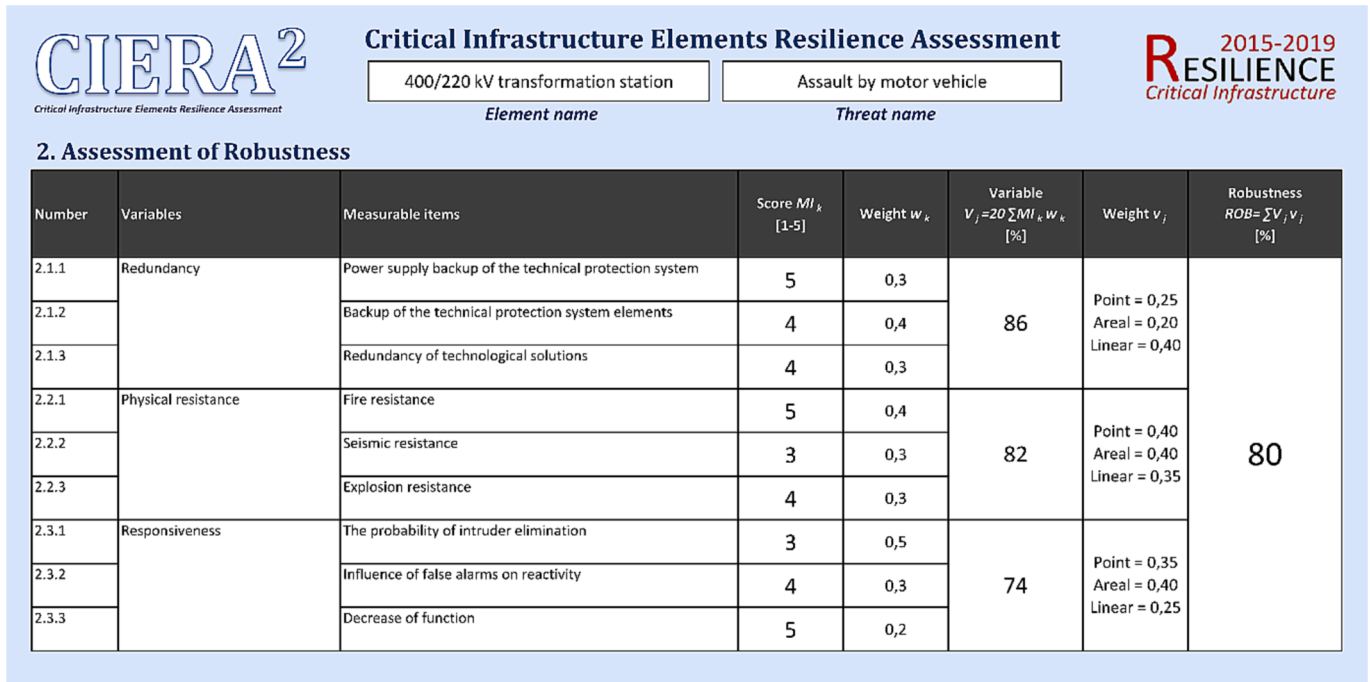 CIERA²
Critical Infrastructure Elements Resilience Assessment
Critical Infrastructure Elements Resilience Assessment
400/220 kV transformation station
Assault by motor vehicle
Element name
Threat name
2015-2019
RESILIENCE
Critical Infrastructure
2. Assessment of Robustness
Number
Variables
Measurable items
Score MI k
[1-5]
Weight w k
Variable
V j =20 ∑MI k w k
[%]
Weight v j
Robustness
ROB= ∑V j v j
[%]
2.1.1
Redundancy
Power supply backup of the technical protection system
5
0,3
2.1.2
Backup of the technical protection system elements
4
0,4
2.1.3
Redundancy of technological solutions
4
0,3
86
Point = 0,25
Areal = 0,20
Linear = 0,40
2.2.1
Physical resistance
Fire resistance
5
0,4
2.2.2
Seismic resistance
3
0,3
2.2.3
Explosion resistance
4
0,3
82
Point = 0,40
Areal = 0,40
Linear = 0,35
2.3.1
Responsiveness
The probability of intruder elimination
3
0,5
2.3.2
Influence of false alarms on reactivity
4
0,3
2.3.3
Decrease of function
5
0,2
74
Point = 0,35
Areal = 0,40
Linear = 0,25
80